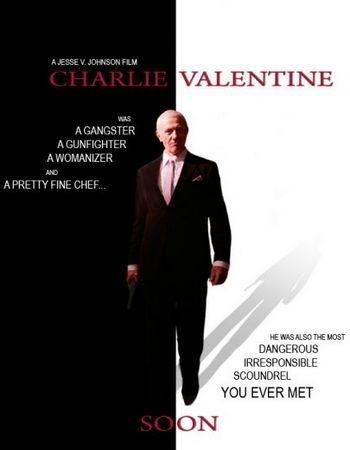 A JESSE V. JOHNSON FILM
CHARLIE VALENTINE
WAS
A GANGSTER
A GUNFIGHTER
A WOMANIZER
AND
A PRETTY FINE CHEF...
HE WAS ALSO THE MOST
DANGEROUS
IRRESPONSIBLE
SCOUNDREL
YOU EVER MET
SOON